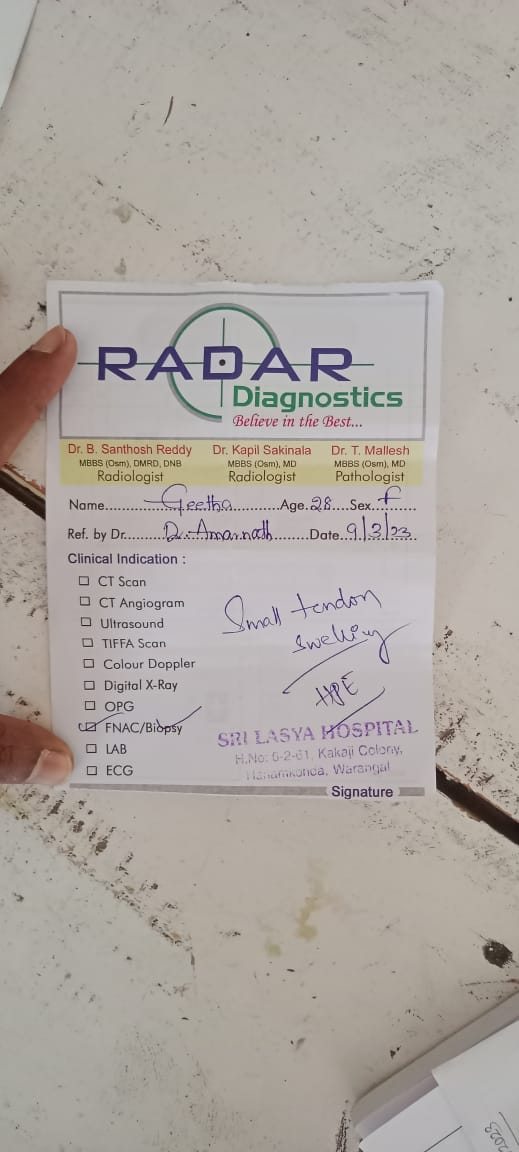 RADAR
Diagnostics
Believe in the Best...
Dr. B. Santhosh Reddy Dr. Kapil Sakinala Dr. T. Mallesh
MBBS (Osm), DMRD, DNB MBBS (Osm), MD MBBS (Osm), MD
Radiologist Radiologist Pathologist
Name Geetha Age 28 Sex f
Ref. by Dr. Dr. Amarnath Date 9/3/23
Clinical Indication :
CT Scan
CT Angiogram
Ultrasound
TIFFA Scan
Colour Doppler
Digital X-Ray
OPG
FNAC/Biopsy
LAB
ECG
Small tendon
swelling
HPE
SRI LASYA HOSPITAL
H.No: 6-2-61, Kakaji Colony,
Hanamkonda, Warangal
Signature
2023